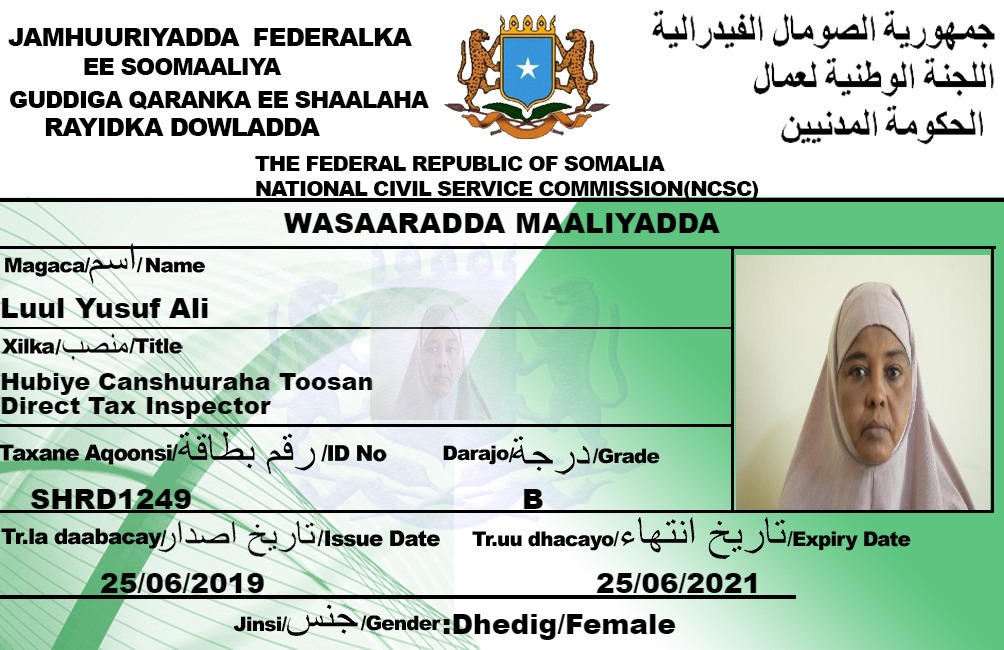 JAMHUURIYADDA FEDERALKA
EE SOOMAALIYA
GUDDIGA QARANKA EE SHAALAHA
RAYIDKA DOWLADDA
جمهورية الصومال الفيدرالية
اللجنة الوطنية لعمال
الحكومة المدنيين
THE FEDERAL REPUBLIC OF SOMALIA
NATIONAL CIVIL SERVICE COMMISSION(NCSC)
WASAARADDA MAALIYADDA
Magaca/اسم/Name
Luul Yusuf Ali
Xilka/منصب/Title
Hubiye Canshuuraha Toosan
Direct Tax Inspector
Taxane Aqoonsi/رقم بطاقة/ID No
Darajo/درجة/Grade
SHRD1249
B
Tr.la daabacay/تاريخ اصدار/Issue Date
Tr.uu dhacayo/تاريخ انتهاء/Expiry Date
25/06/2019
25/06/2021
Jinsi/جنس/Gender:Dhedig/Female